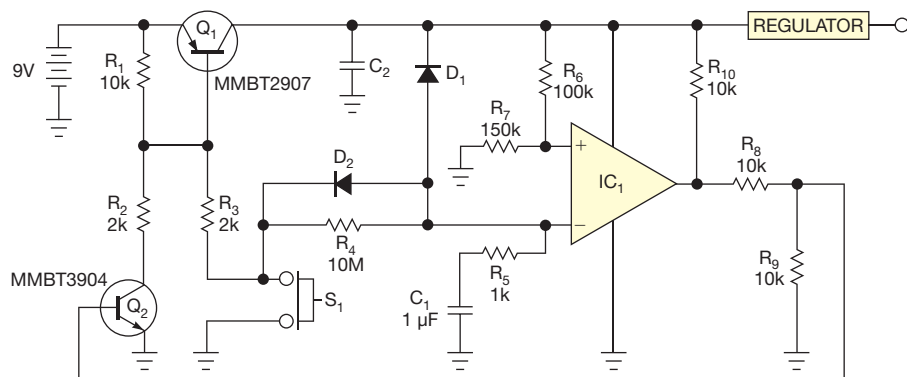 REGULATOR
Q₁
9V
R₁
10k
MMBT2907
C₂
D₁
R₆
100k
R₁₀
10k
R₇
150k
+
IC₁
R₈
10k
D₂
R₂
2k
R₃
2k
R₄
10M
−
R₅
1k
R₉
10k
MMBT3904
Q₂
S₁
C₁
1 µF